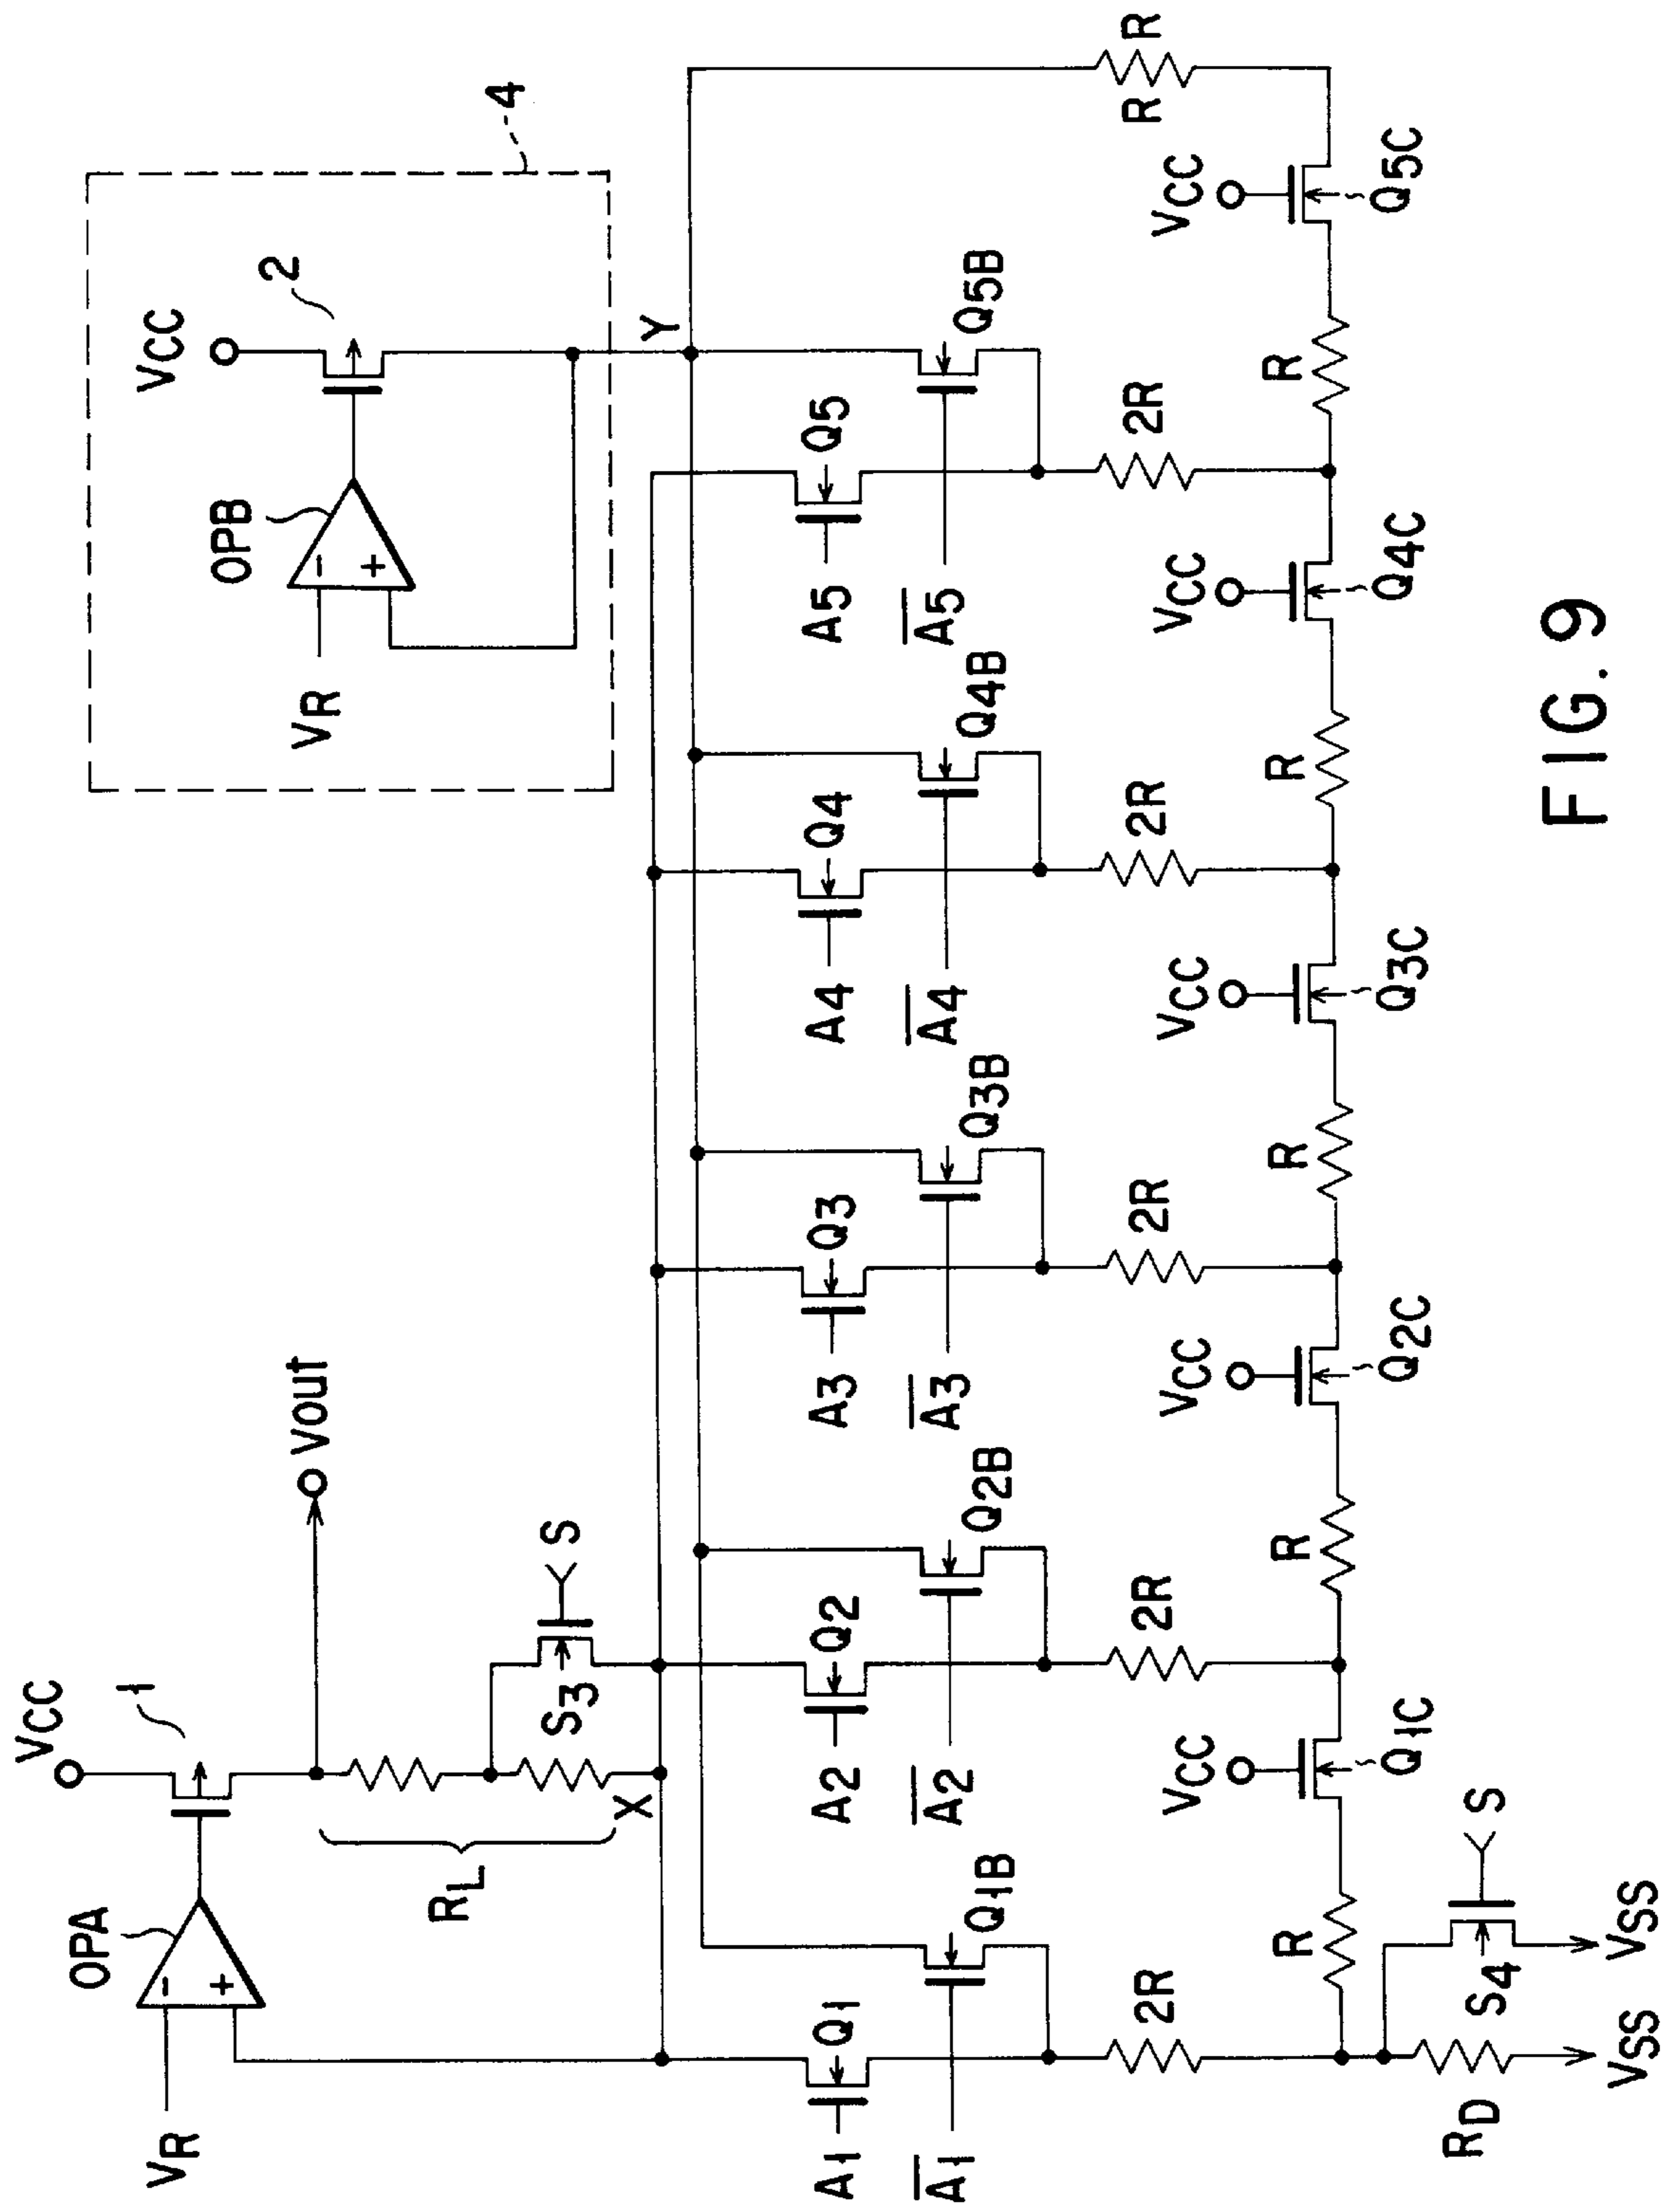 VCC
1
OPA
VR
Vout
RL
X
S3
S
VCC
2
OPB
VR
4
Y
A1
Q1
A1
Q1B
A2
Q2
A2
Q2B
A3
Q3
A3
Q3B
A4
Q4
A4
Q4B
A5
Q5
A5
Q5B
2R
2R
2R
2R
2R
R
R
R
VCC
Q1C
R
VCC
Q2C
R
VCC
Q3C
R
VCC
Q4C
R
VCC
Q5C
RD
S4
S
VSS
VSS
FIG. 9